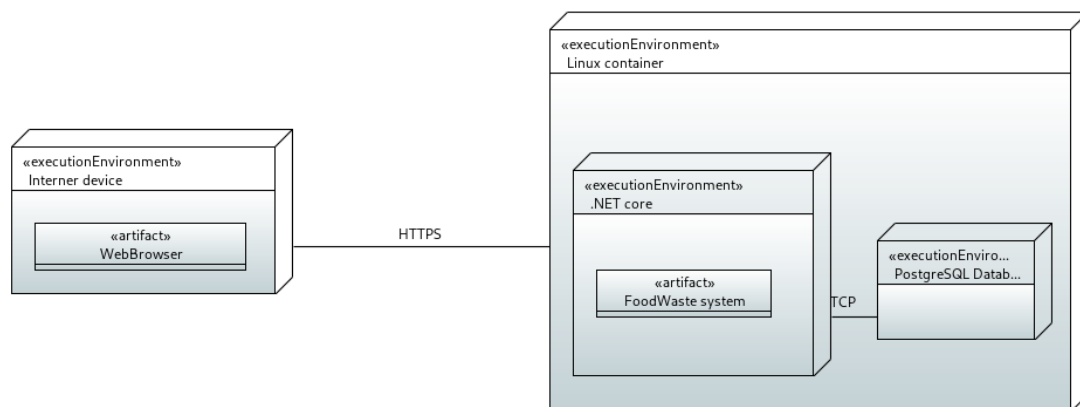 «executionEnvironment»
Linux container
«executionEnvironment»
Interner device
«artifact»
WebBrowser
HTTPS
«executionEnvironment»
.NET core
«artifact»
FoodWaste system
TCP
«executionEnviro...
PostgreSQL Datab...